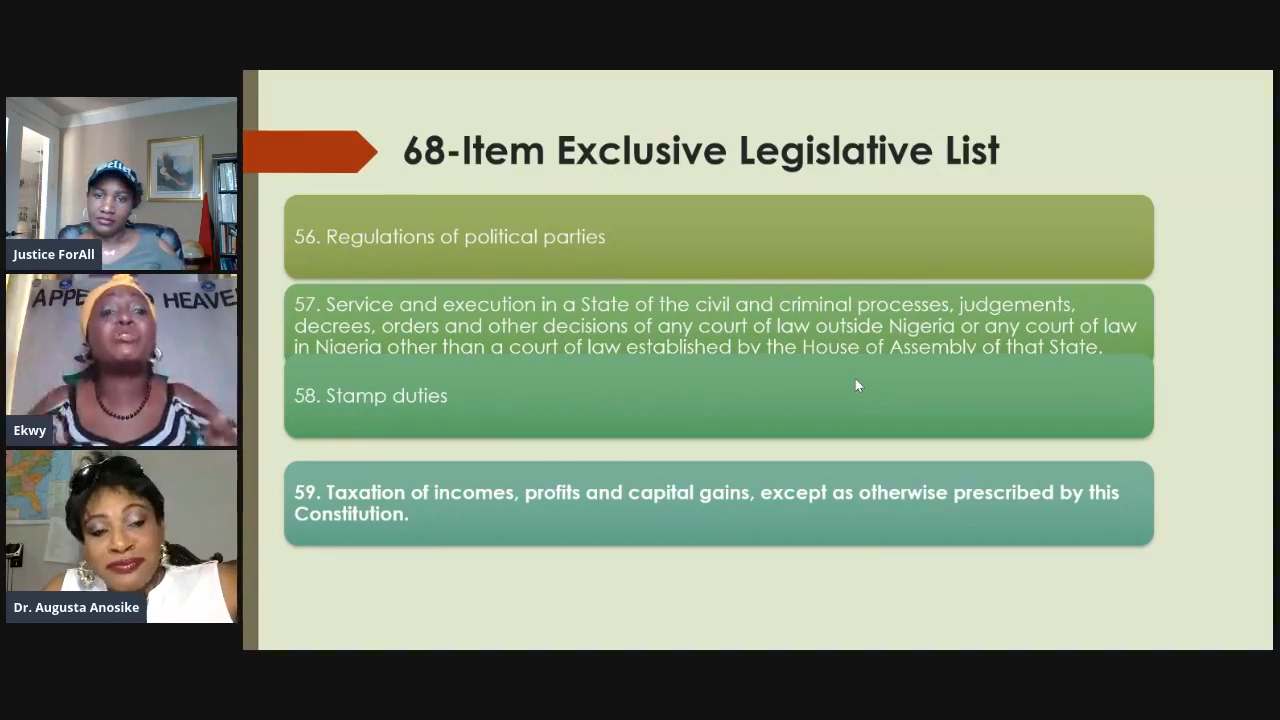 68-Item Exclusive Legislative List
56. Regulations of political parties
57. Service and execution in a State of the civil and criminal processes, judgements,
decrees, orders and other decisions of any court of law outside Nigeria or any court of law
in Nigeria other than a court of law established by the House of Assembly of that State.
58. Stamp duties
59. Taxation of incomes, profits and capital gains, except as otherwise prescribed by this
Constitution.
Justice ForAll
APPE
HEAVE
Ekwy
Dr. Augusta Anosike